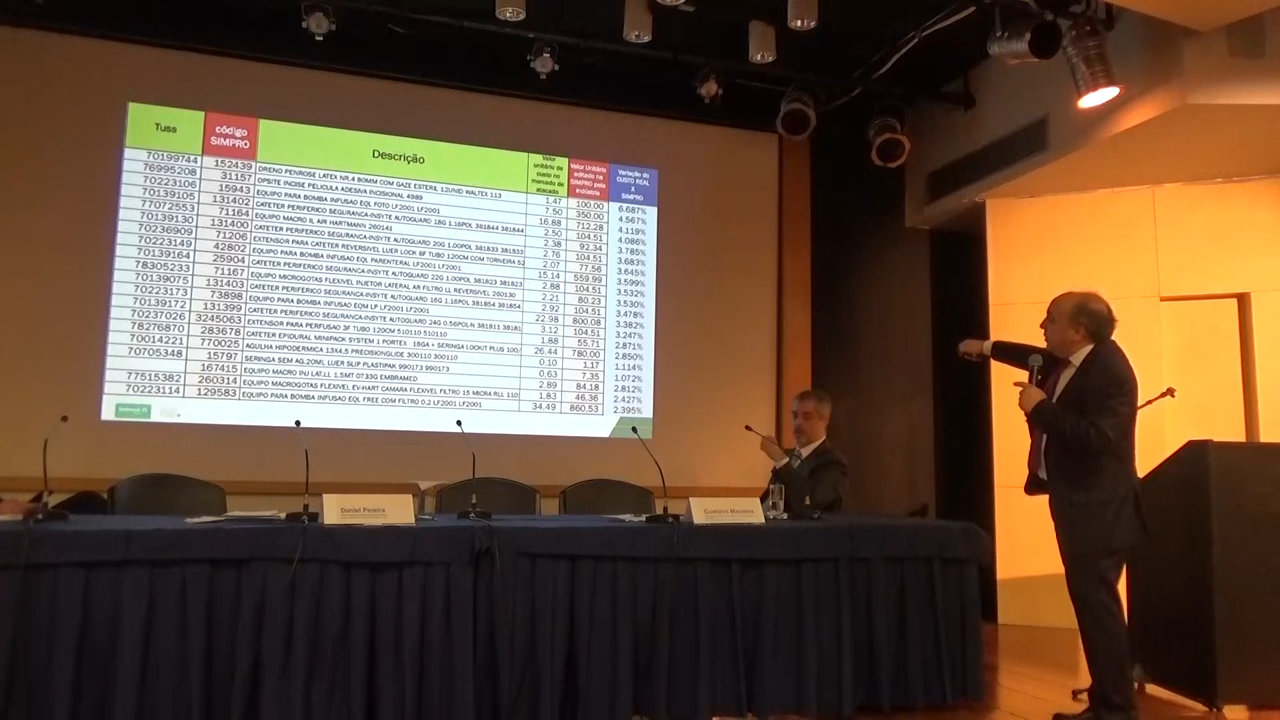 Tuss código SIMPRO Descrição Valor unitário de custo no mercado de atacado Valor Unitário editado na SIMPRO pela Indústria Variação do CUSTO REAL X SIMPRO
70199744 152439 DRENO PENROSE LATEX NR.4 80MM COM GAZE ESTERIL 12UNID WALTEX 113 1.47 100.00 6.687%
76995208 31157 OPSITE INCISE PELICULA ADESIVA INCISIONAL 4989 7.50 350.00 4.567%
70223106 15943 EQUIPO PARA BOMBA INFUSAO EQL FOTO LF2001 LF2001 16.88 712.28 4.119%
70139105 131402 CATETER PERIFERICO SEGURANCA-INSYTE AUTOGUARD 18G 1.16POL 381844 381844 2.50 104.51 4.086%
77072553 71164 EQUIPO MACRO IL AIR HARTMANN 260141 2.38 92.34 3.785%
70139130 131400 CATETER PERIFERICO SEGURANCA-INSYTE AUTOGUARD 20G 1.00POL 381833 381833 2.76 104.51 3.683%
70236909 71206 EXTENSOR PARA CATETER REVERSIVEL LUER LOCK 8F TUBO 120CM COM TORNEIRA 52 2.07 77.56 3.645%
70223149 42802 EQUIPO PARA BOMBA INFUSAO EQL PARENTERAL LF2001 LF2001 15.14 559.99 3.599%
70139164 25904 CATETER PERIFERICO SEGURANCA-INSYTE AUTOGUARD 22G 1.00POL 381823 381823 2.88 104.51 3.532%
78305233 71167 EQUIPO MICROGOTAS FLEXIVEL INJETOR LATERAL AR FILTRO LL REVERSIVEL 260130 2.21 80.23 3.530%
70139075 131403 CATETER PERIFERICO SEGURANCA-INSYTE AUTOGUARD 16G 1.16POL 381854 381854 2.92 104.51 3.478%
70223173 73898 EQUIPO PARA BOMBA INFUSAO EQM LP LF2001 LF2001 22.98 800.08 3.382%
70139172 131399 CATETER PERIFERICO SEGURANCA-INSYTE AUTOGUARD 24G 0.56POL-N 381811 38181 3.12 104.51 3.247%
70237026 3245063 EXTENSOR PARA PERFUSAO 3F TUBO 120CM 510110 510110 1.88 55.71 2.871%
78276870 283678 CATETER EPIDURAL MINIPACK SYSTEM 1 PORTEX - 18GA + SERINGA LOCKIT PLUS 100/ 26,44 780,00 2.850%
70014221 770025 AGULHA HIPODERMICA 13X4,5 PRECISIONGLIDE 300110 300110 0,10 1,17 1.114%
70705348 15797 SERINGA SEM AG.20ML LUER SLIP PLASTIPAK 990173 990173 0,63 7,35 1.072%
167415 EQUIPO MACRO INJ LAT.LL 1.5MT 07330 EMBRAMED 2.89 84.18 2.812%
77515382 260314 EQUIPO MACROGOTAS FLEXIVEL EV-HART CAMARA FLEXIVEL FILTRO 15 MICRA RLL 110 1.83 46.36 2.427%
70223114 129583 EQUIPO PARA BOMBA INFUSAO EQL FREE COM FILTRO 0,2 LF2001 LF2001 34.49 860.53 2.395%
Daniel Pereira
Gustavo